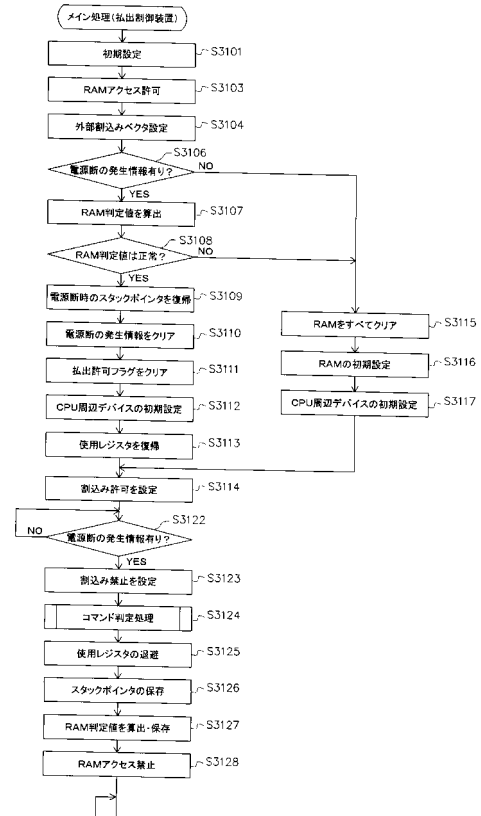 メイン処理(払出制御装置)
初期設定
S3101
RAMアクセス許可
S3103
外部割込みベクタ設定
S3104
S3106
電源断の発生情報有り?
NO
YES
RAM判定値を算出
S3107
S3108
RAM判定値は正常?
NO
YES
電源断時のスタックポインタを復帰
S3109
電源断の発生情報をクリア
S3110
払出許可フラグをクリア
S3111
CPU周辺デバイスの初期設定
S3112
使用レジスタを復帰
S3113
RAMをすべてクリア
S3115
RAMの初期設定
S3116
CPU周辺デバイスの初期設定
S3117
割込み許可を設定
S3114
S3122
電源断の発生情報有り?
NO
YES
割込み禁止を設定
S3123
コマンド判定処理
S3124
使用レジスタの退避
S3125
スタックポインタの保存
S3126
RAM判定値を算出・保存
S3127
RAMアクセス禁止
S3128